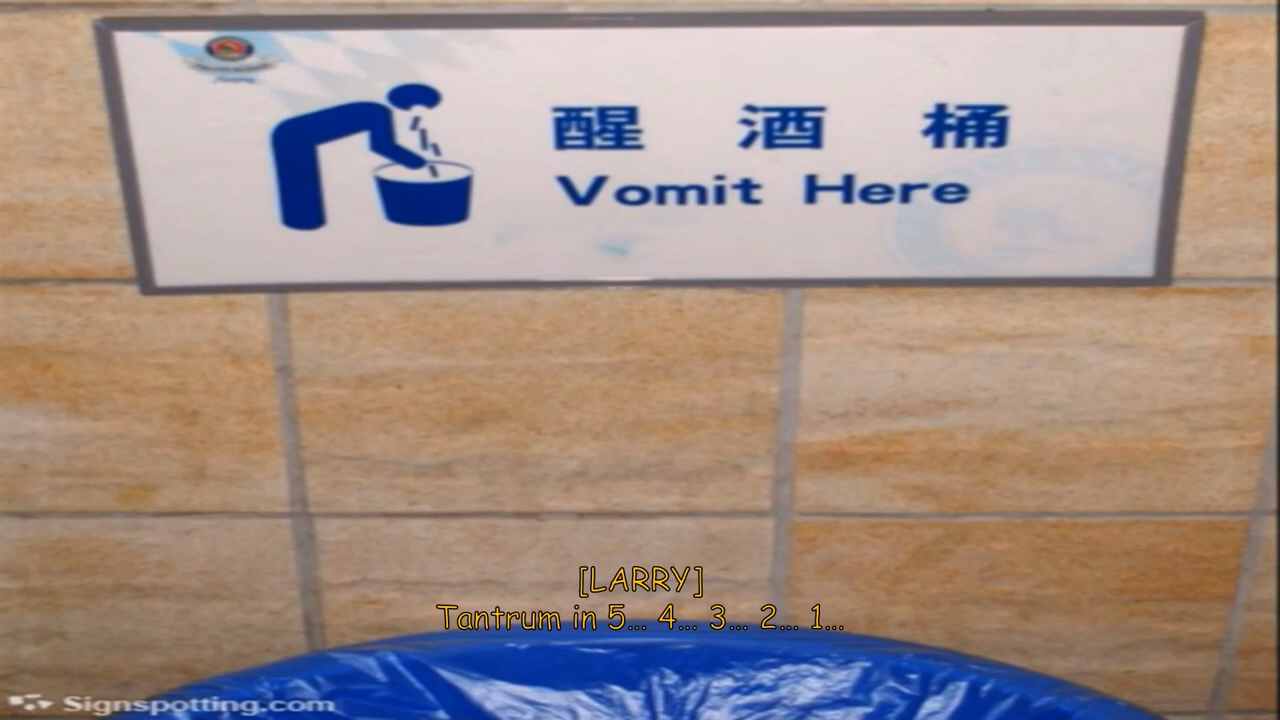 醒酒桶
Vomit Here
[LARRY]
Tantrum in 5... 4... 3... 2... 1...
Signspotting.com